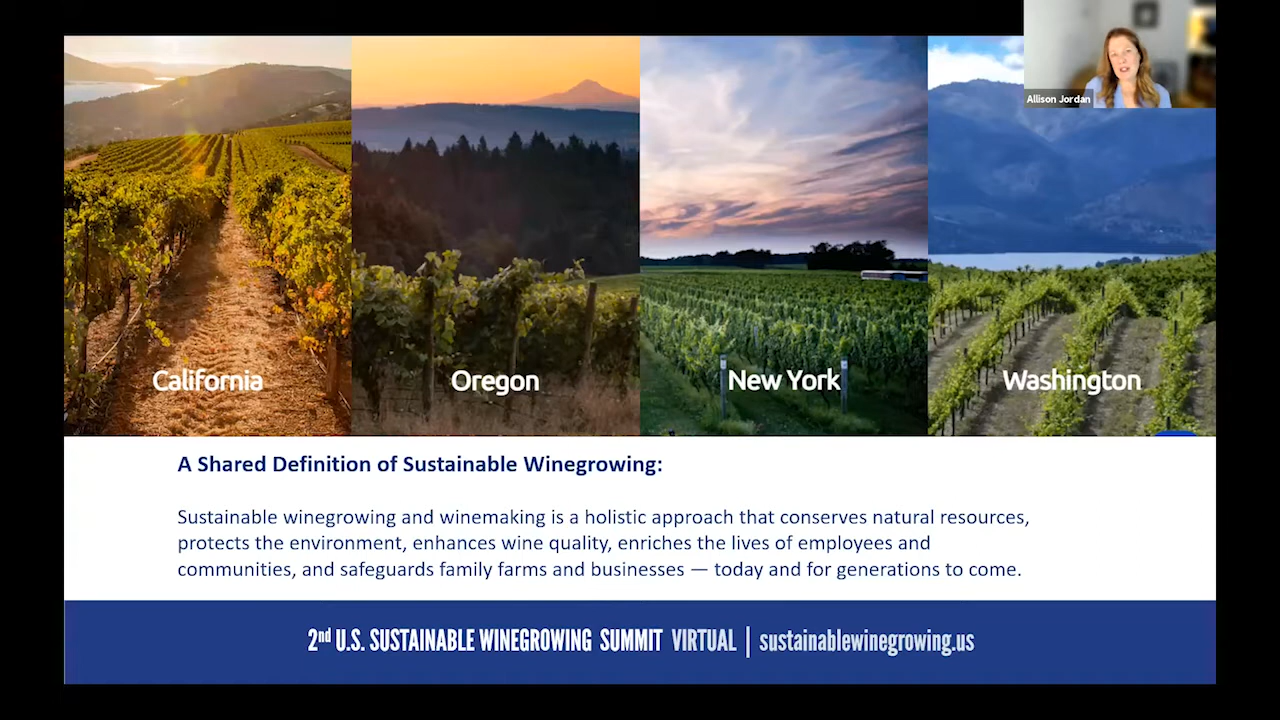 Allison Jordan
California
Oregon
New York
Washington
A Shared Definition of Sustainable Winegrowing:
Sustainable winegrowing and winemaking is a holistic approach that conserves natural resources,
protects the environment, enhances wine quality, enriches the lives of employees and
communities, and safeguards family farms and businesses — today and for generations to come.
2nd U.S. SUSTAINABLE WINEGROWING SUMMIT VIRTUAL | sustainablewinegrowing.us